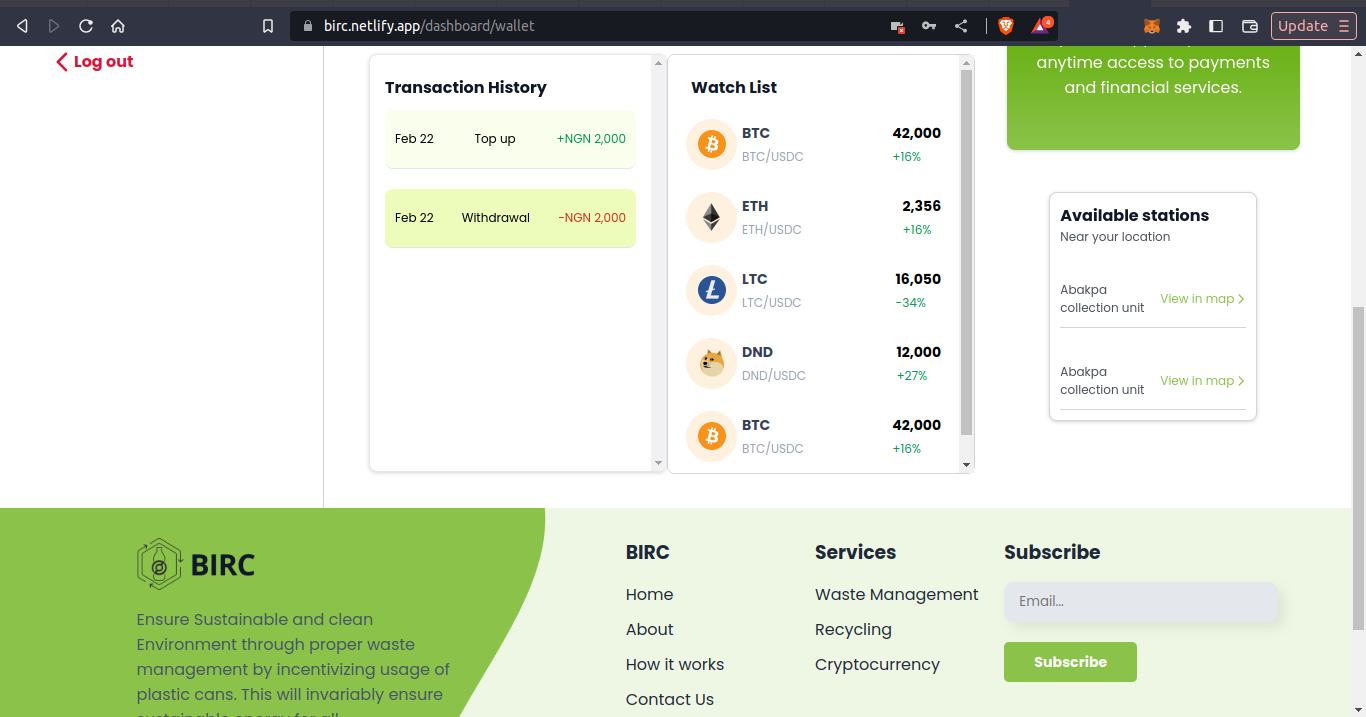 birc.netlify.app/dashboard/wallet
4
Update
Log out
Transaction History
Feb 22 Top up +NGN 2,000
Feb 22 Withdrawal -NGN 2,000
Watch List
BTC 42,000
BTC/USDC +16%
ETH 2,356
ETH/USDC +16%
LTC 16,050
LTC/USDC -34%
DND 12,000
DND/USDC +27%
BTC 42,000
BTC/USDC +16%
anytime access to payments
and financial services.
Available stations
Near your location
Abakpa
collection unit
View in map
Abakpa
collection unit
View in map
BIRC
Ensure Sustainable and clean
Environment through proper waste
management by incentivizing usage of
plastic cans. This will invariably ensure
sustainable energy for all
BIRC
Home
About
How it works
Contact Us
Services
Waste Management
Recycling
Cryptocurrency
Subscribe
Email...
Subscribe